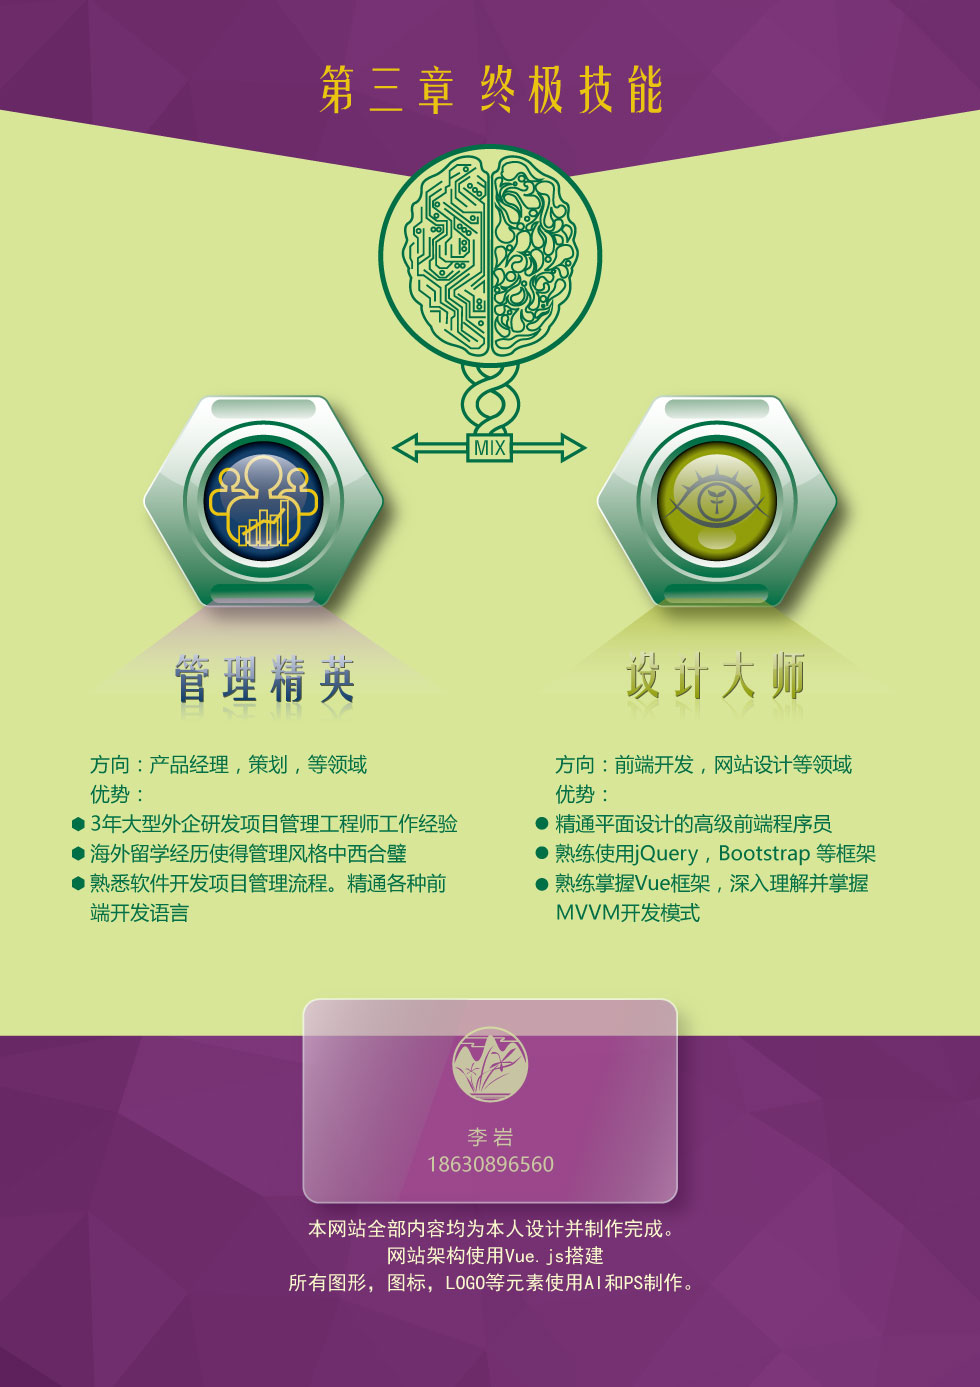 第三章 终极技能
MIX
管理精英
方向：产品经理，策划，等领域
优势：
3年大型外企研发项目管理工程师工作经验
海外留学经历使得管理风格中西合璧
熟悉软件开发项目管理流程。精通各种前
端开发语言
设计大师
方向：前端开发，网站设计等领域
优势：
精通平面设计的高级前端程序员
熟练使用jQuery，Bootstrap 等框架
熟练掌握Vue框架，深入理解并掌握
MVVM开发模式
李岩
18630896560
本网站全部内容均为本人设计并制作完成。
网站架构使用Vue.js搭建
所有图形，图标，LOGO等元素使用AI和PS制作。